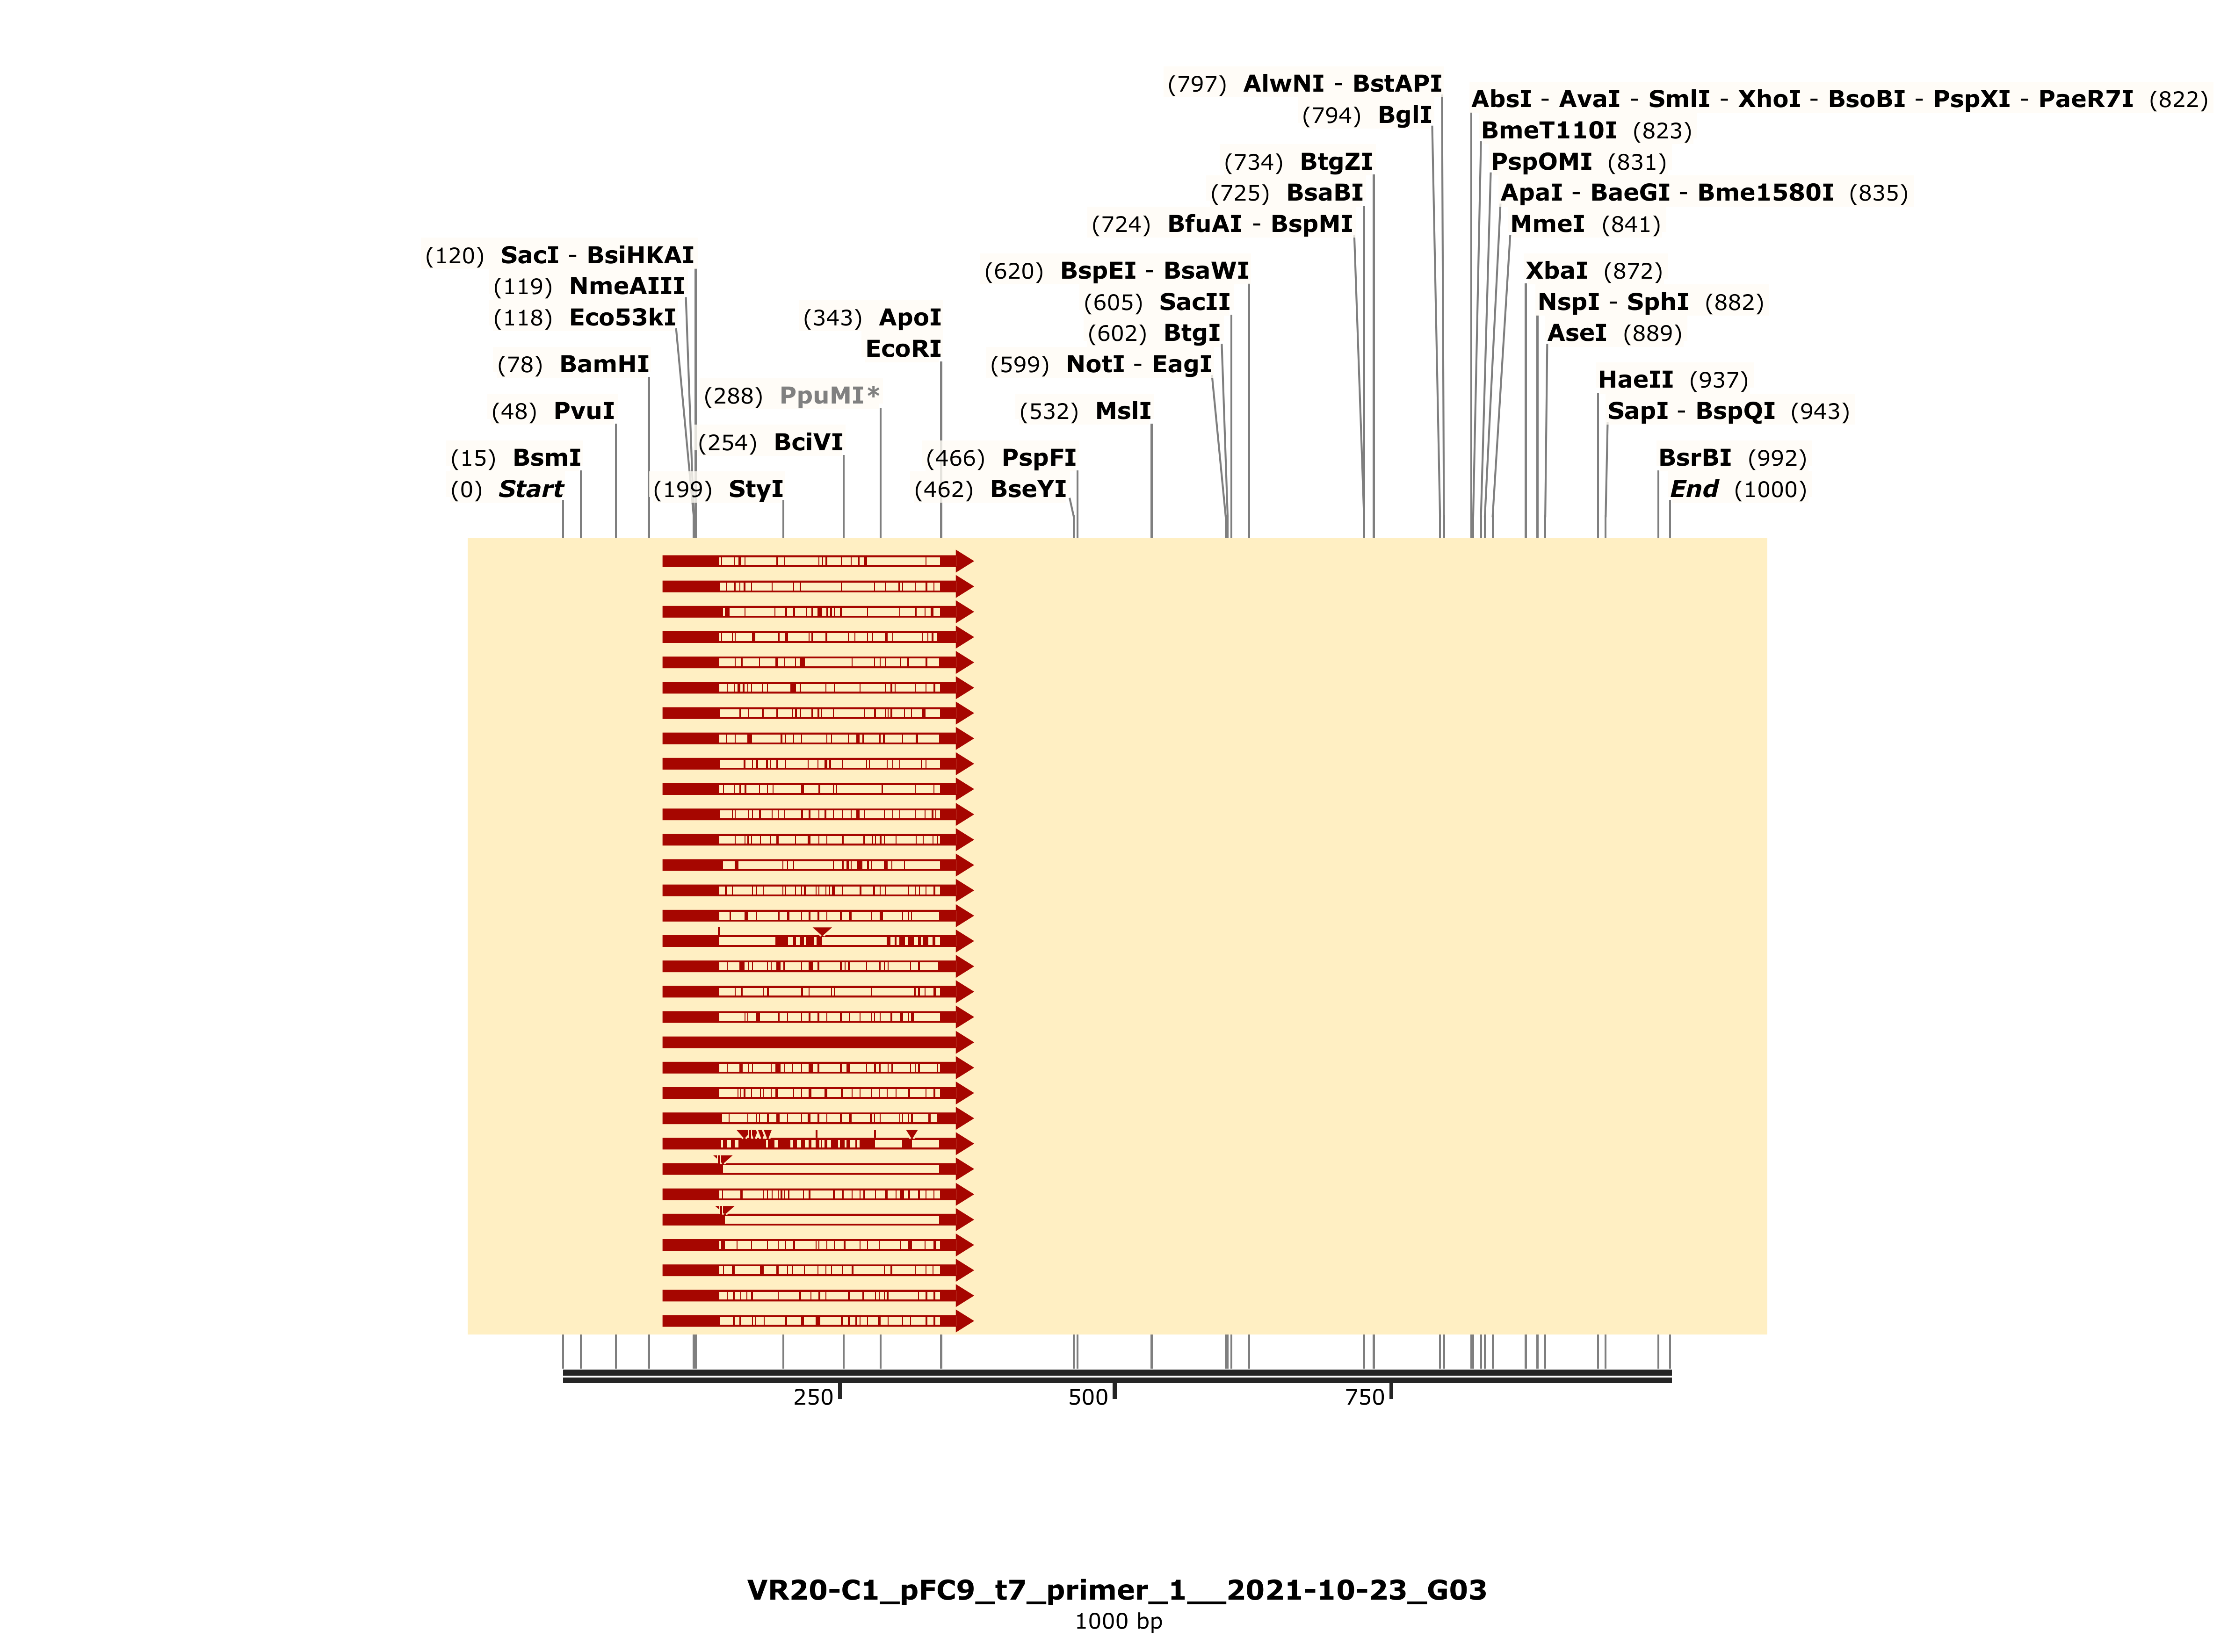 (797) AlwNI - BstAPI
(794) BglI
(734) BtgZI
(725) BsaBI
(724) BfuAI - BspMI
(620) BspEI - BsaWI
(605) SacII
(602) BtgI
(599) NotI - EagI
(532) MslI
(466) PspFI
(462) BseYI
(120) SacI - BsiHKAI
(119) NmeAIII
(118) Eco53kI
(78) BamHI
(48) PvuI
(15) BsmI
(0) Start
(343) ApoI
EcoRI
(288) PpuMI*
(254) BciVI
(199) StyI
AbsI - AvaI - SmlI - XhoI - BsoBI - PspXI - PaeR7I (822)
BmeT110I (823)
PspOMI (831)
ApaI - BaeGI - Bme1580I (835)
MmeI (841)
XbaI (872)
NspI - SphI (882)
AseI (889)
HaeII (937)
SapI - BspQI (943)
BsrBI (992)
End (1000)
250
500
750
VR20-C1_pFC9_t7_primer_1__2021-10-23_G03
1000 bp